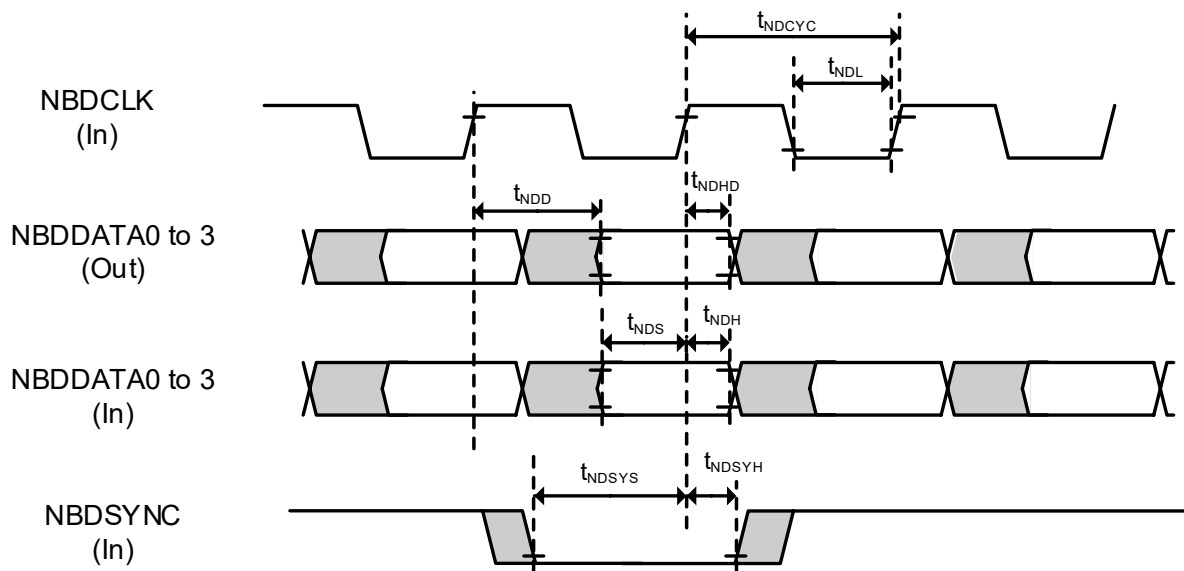 tNDCYC
tNDL
NBDCLK
(In)
tNDD
tNDHD
NBDDATA0 to 3
(Out)
tNDS
tNDH
NBDDATA0 to 3
(In)
tNDSYS
tNDSYH
NBDSYNC
(In)